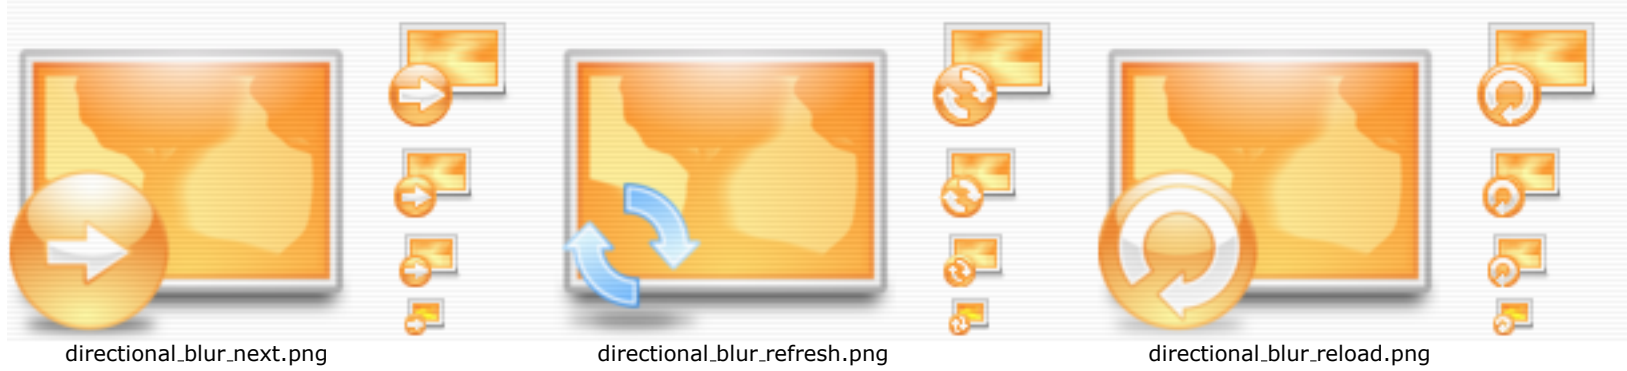 directional_blur_next.png
directional_blur_refresh.png
directional_blur_reload.png